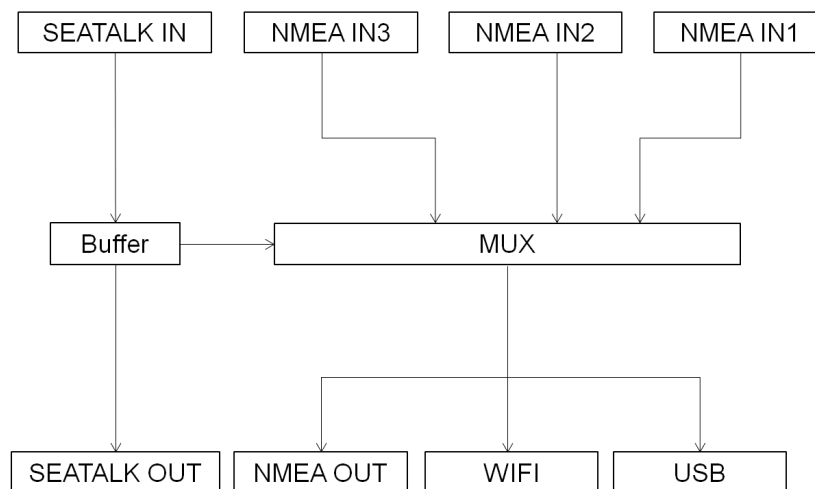 SEATALK IN
NMEA IN3
NMEA IN2
NMEA IN1
Buffer
MUX
SEATALK OUT
NMEA OUT
WIFI
USB